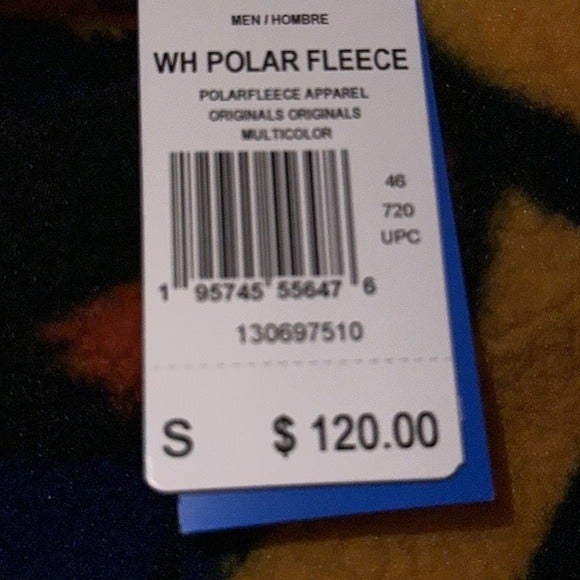 MEN / HOMBRE
WH POLAR FLEECE
POLARFLEECE APPAREL
ORIGINALS ORIGINALS
MULTICOLOR
46
720
UPC
1 95745 55647 6
130697510
S $ 120.00